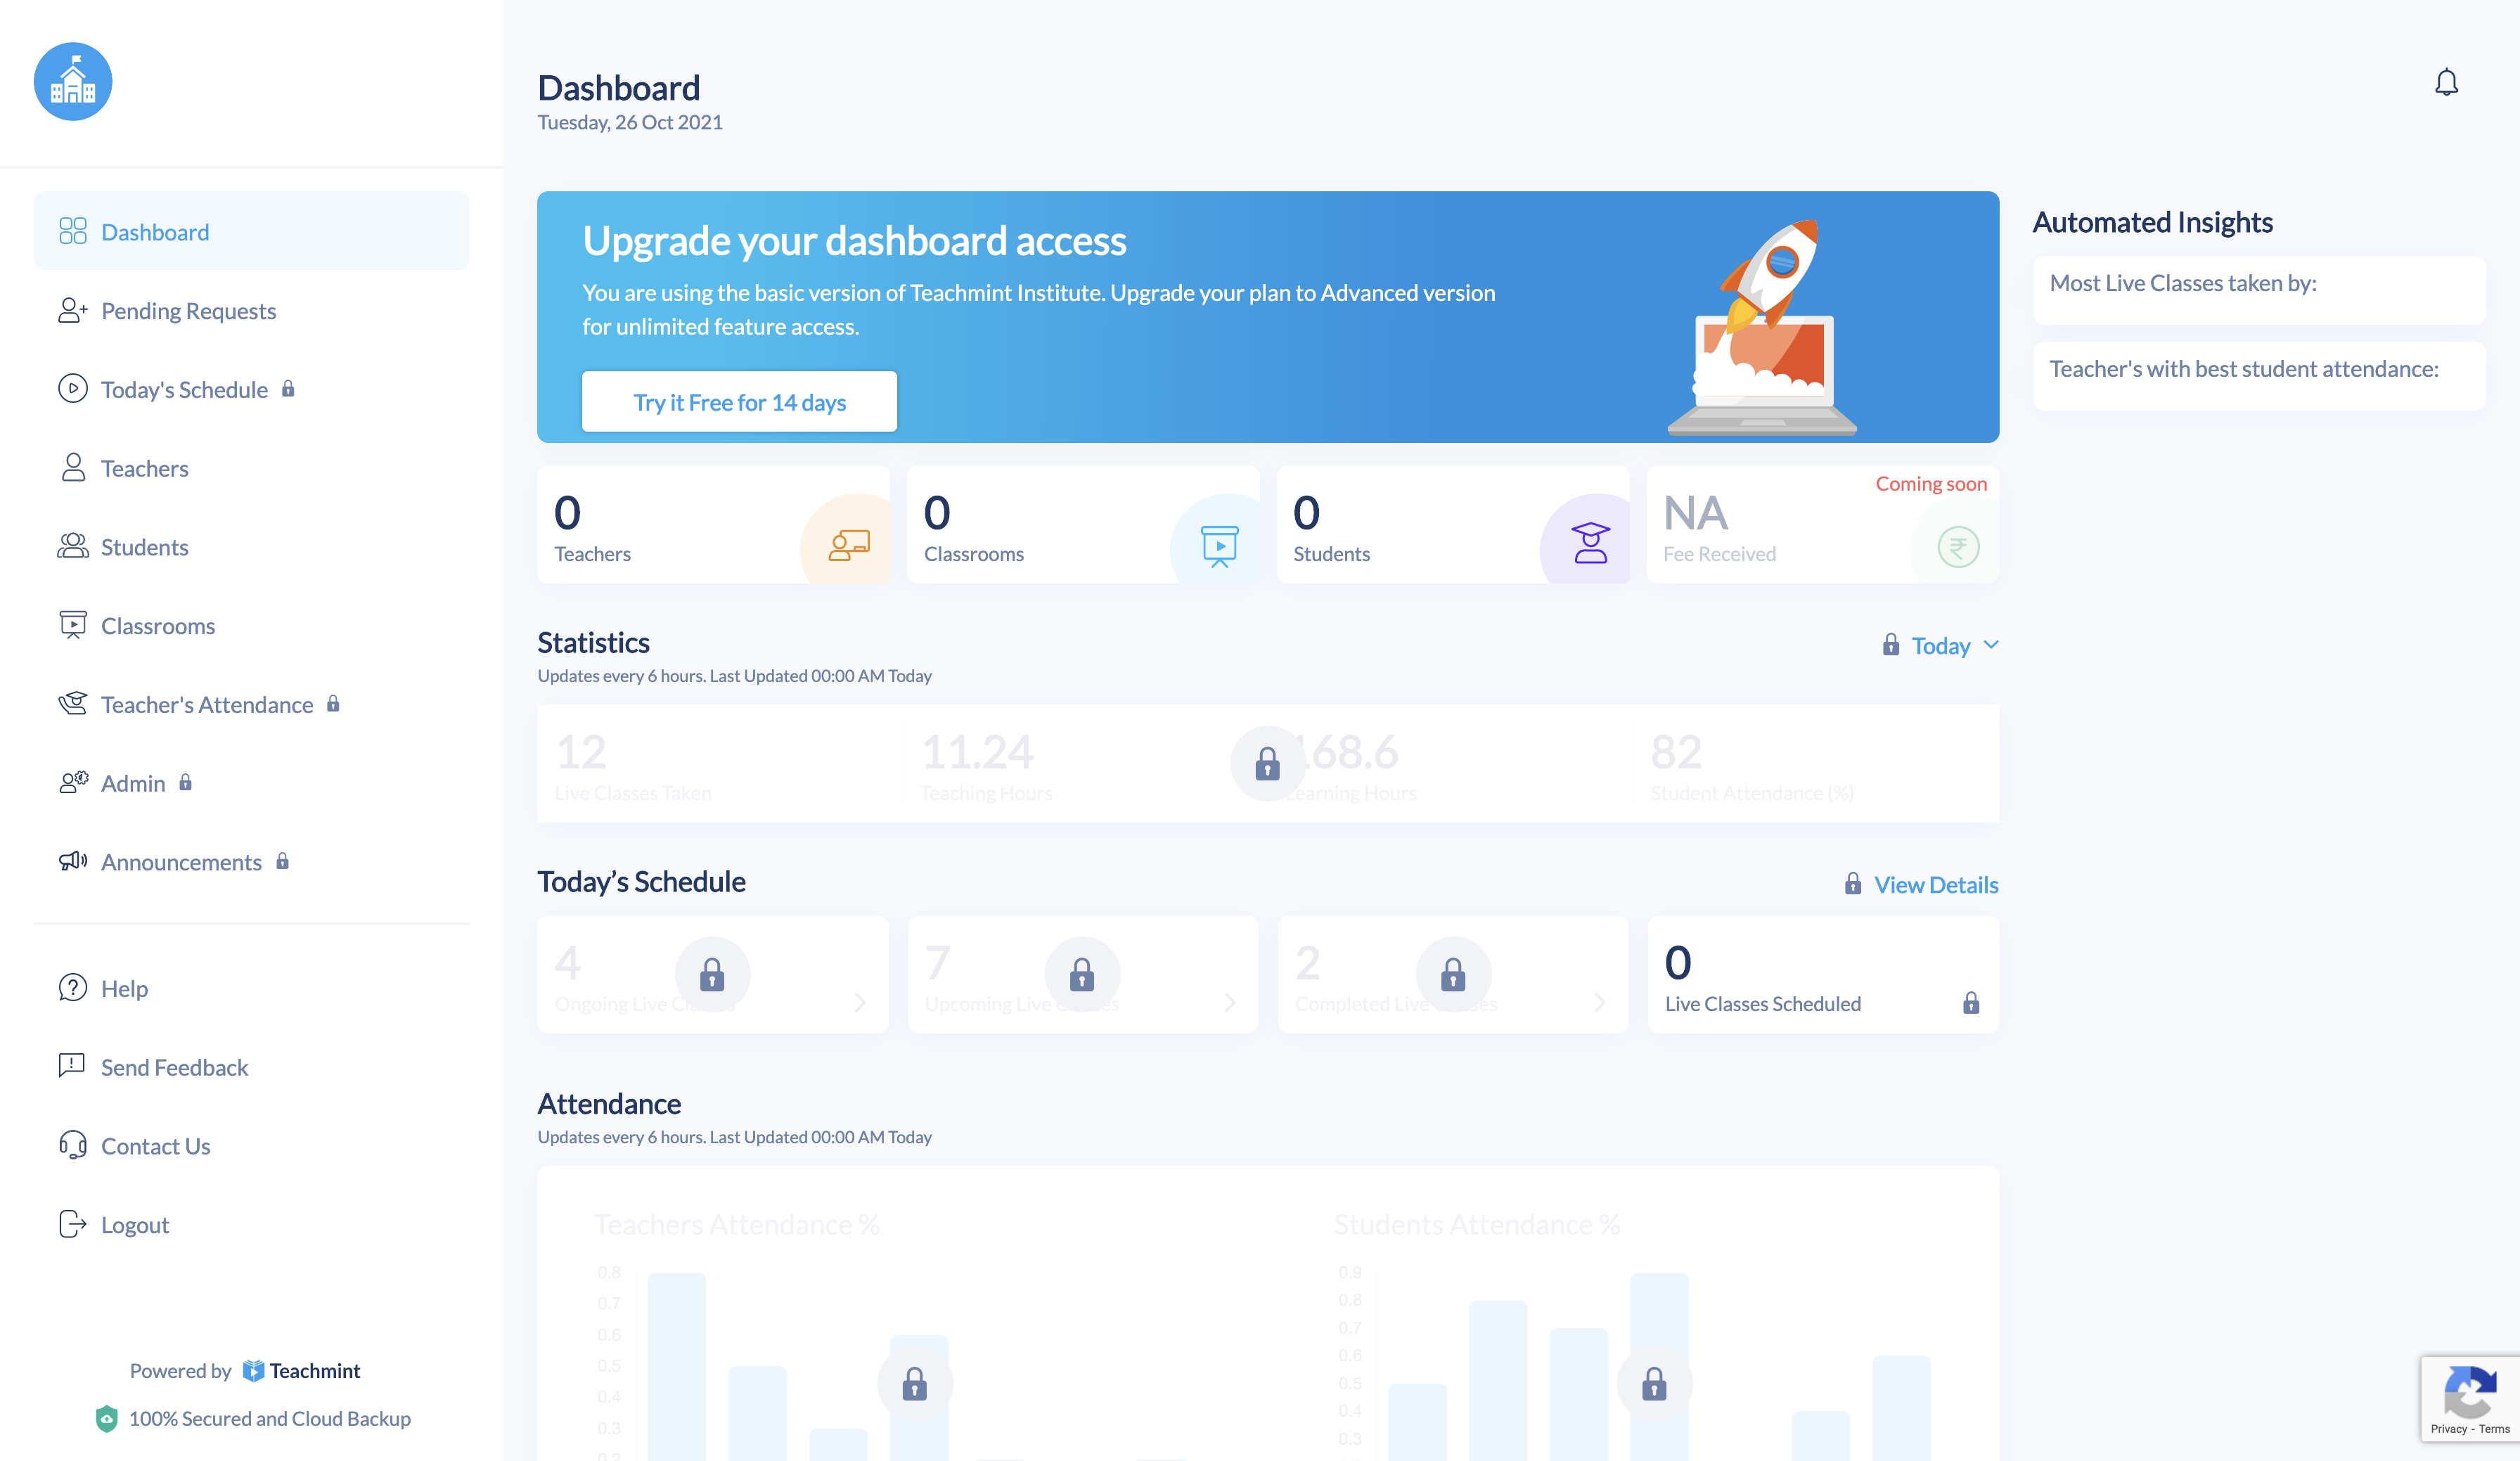 Dashboard
Pending Requests
Today's Schedule
Teachers
Students
Classrooms
Teacher's Attendance
Admin
Announcements
Help
Send Feedback
Contact Us
Logout
Powered by Teachmint
100% Secured and Cloud Backup
Dashboard
Tuesday, 26 Oct 2021
Upgrade your dashboard access
You are using the basic version of Teachmint Institute. Upgrade your plan to Advanced version
for unlimited feature access.
Try it Free for 14 days
0
Teachers
0
Classrooms
0
Students
Coming soon
NA
Fee Received
₹
Statistics
Today
Updates every 6 hours. Last Updated 00:00 AM Today
12
Live Classes Taken
11.24
Teaching Hours
168.6
Learning Hours
82
Student Attendance (%)
Today’s Schedule
View Details
4
Ongoing Live
7
Upcoming Live
2
Completed Live
0
Live Classes Scheduled
Attendance
Updates every 6 hours. Last Updated 00:00 AM Today
Teachers Attendance %
0.8
0.7
0.6
0.5
0.4
0.3
0.2
Students Attendance %
0.9
0.8
0.7
0.6
0.5
0.4
0.3
Automated Insights
Most Live Classes taken by:
Teacher's with best student attendance:
Privacy - Terms